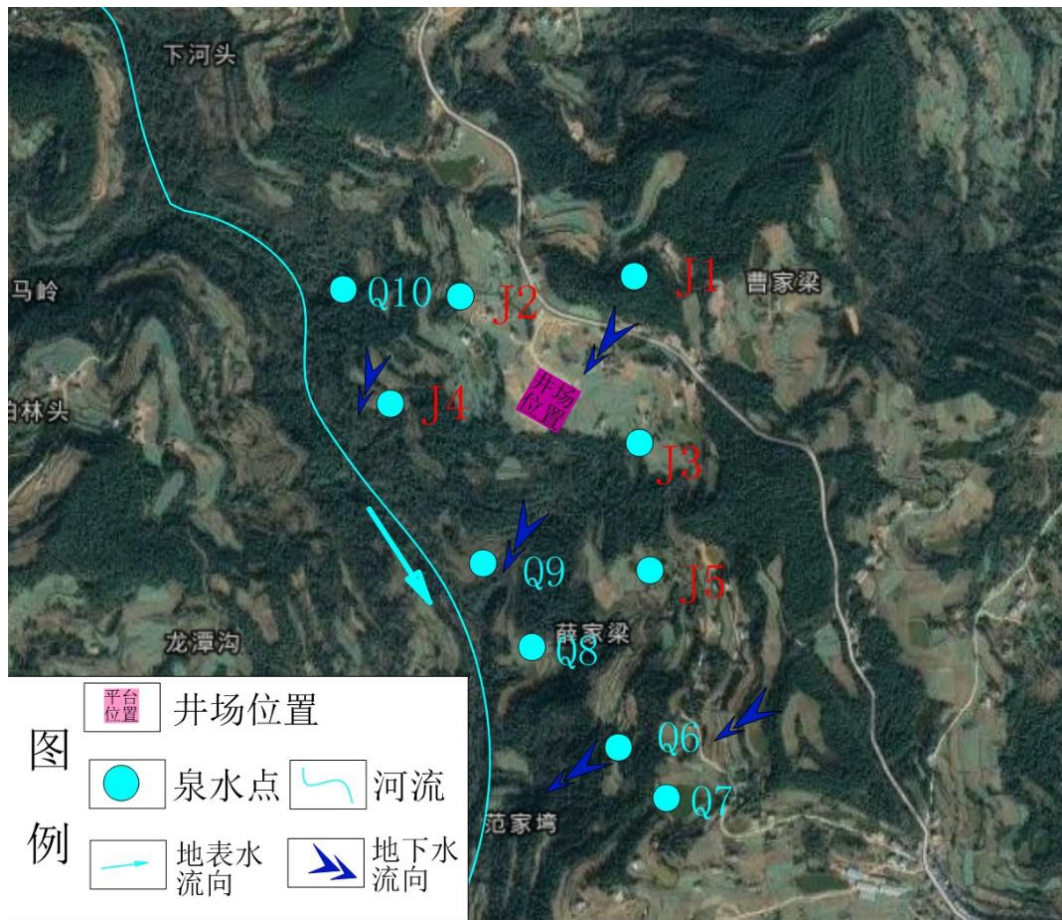 下河头
Q10
J2
J1
曹家梁
马岭
井场
位置
J4
柏林头
J3
Q9
J5
龙潭沟
薛家梁
Q8
Q6
Q7
范家塆
图
例
平台
位置
井场位置
泉水点
河流
地表水
流向
地下水
流向